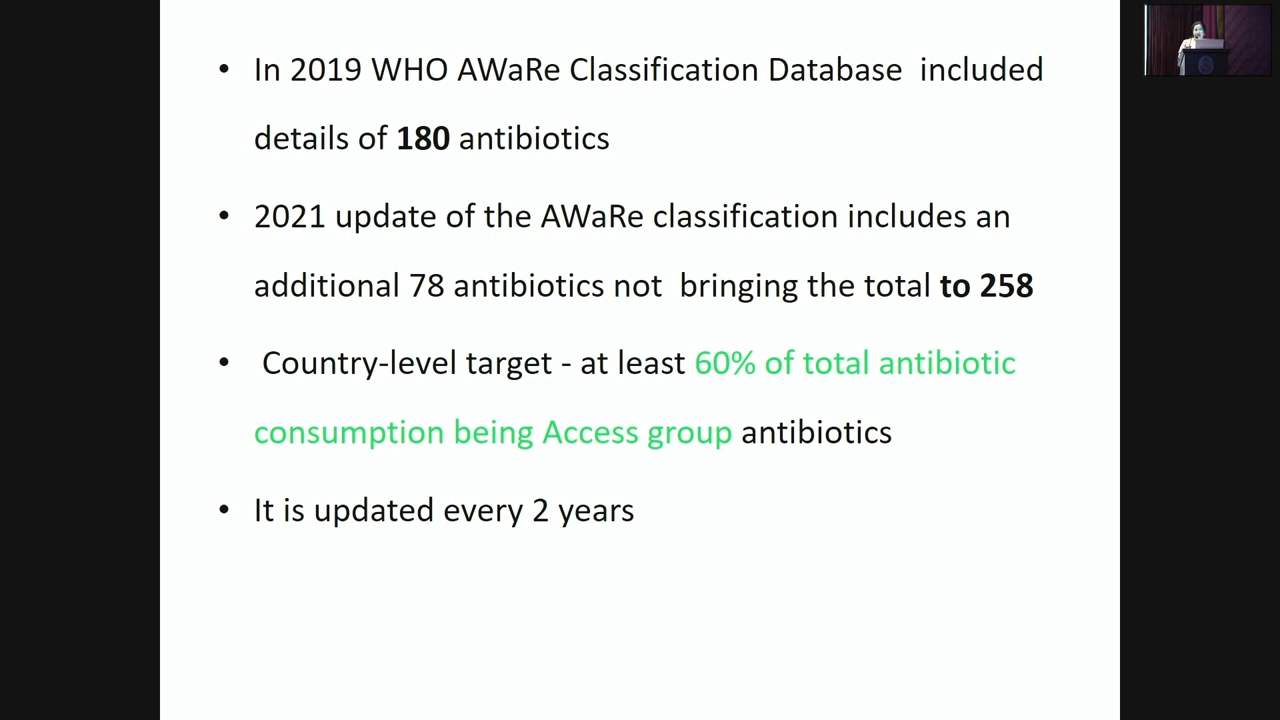 • In 2019 WHO AWaRe Classification Database included
details of 180 antibiotics
• 2021 update of the AWaRe classification includes an
additional 78 antibiotics not bringing the total to 258
• Country-level target - at least 60% of total antibiotic
consumption being Access group antibiotics
• It is updated every 2 years